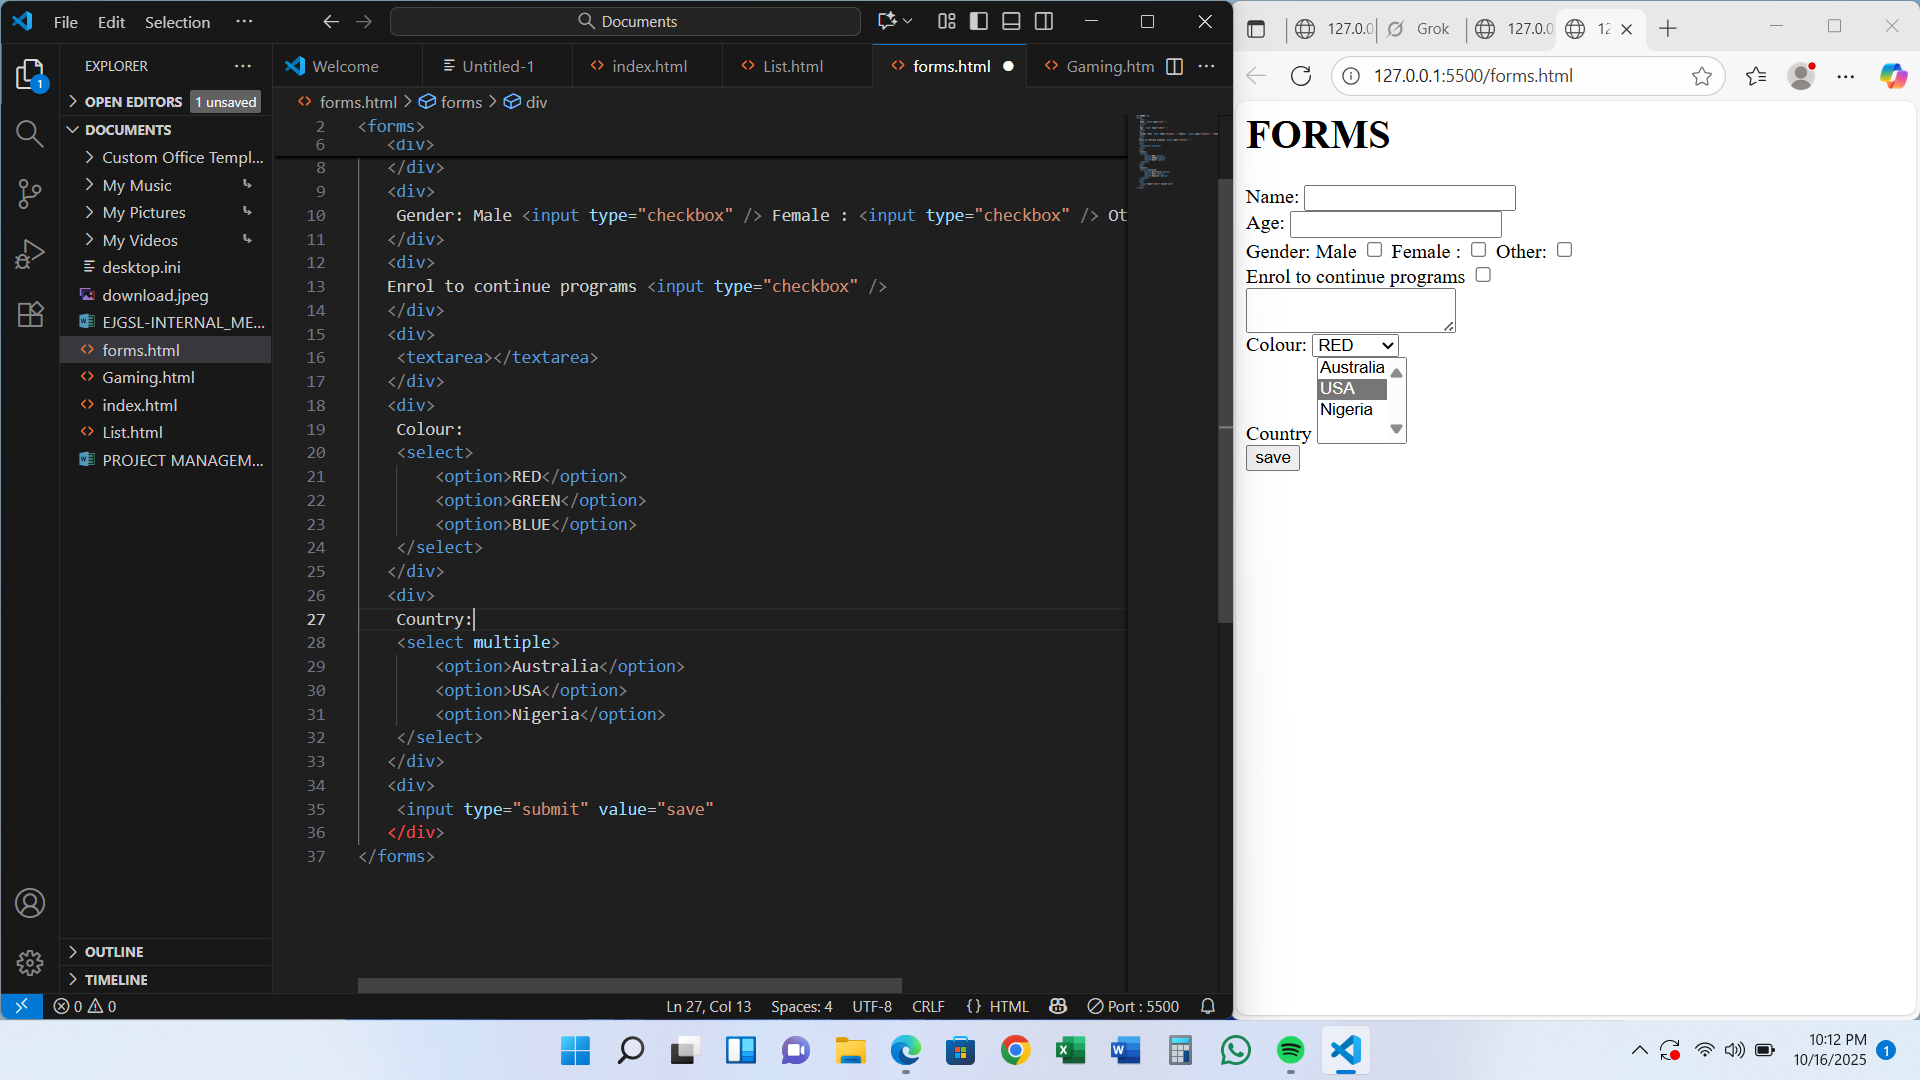 File Edit Selection ···
Documents
EXPLORER ···
OPEN EDITORS 1 unsaved
DOCUMENTS
Custom Office Templ...
My Music
My Pictures
My Videos
desktop.ini
download.jpeg
EJGSL-INTERNAL_ME...
forms.html
Gaming.html
index.html
List.html
PROJECT MANAGEM...
OUTLINE
TIMELINE
1
Welcome Untitled-1 index.html List.html forms.html Gaming.htm ···
forms.html > forms > div
2 <forms>
6 <div>
8 </div>
9 <div>
10 Gender: Male <input type="checkbox" /> Female : <input type="checkbox" /> Ot
11 </div>
12 <div>
13 Enrol to continue programs <input type="checkbox" />
14 </div>
15 <div>
16 <textarea></textarea>
17 </div>
18 <div>
19 Colour:
20 <select>
21 <option>RED</option>
22 <option>GREEN</option>
23 <option>BLUE</option>
24 </select>
25 </div>
26 <div>
27 Country:
28 <select multiple>
29 <option>Australia</option>
30 <option>USA</option>
31 <option>Nigeria</option>
32 </select>
33 </div>
34 <div>
35 <input type="submit" value="save"
36 </div>
37 </forms>
0 0 Ln 27, Col 13 Spaces: 4 UTF-8 CRLF {} HTML Port : 5500
127.0.0 Grok 127.0.0 12
127.0.0.1:5500/forms.html
FORMS
Name:
Age:
Gender: Male Female : Other:
Enrol to continue programs
Colour: RED
Australia
USA
Nigeria
Country
save
10:12 PM
10/16/2025 1